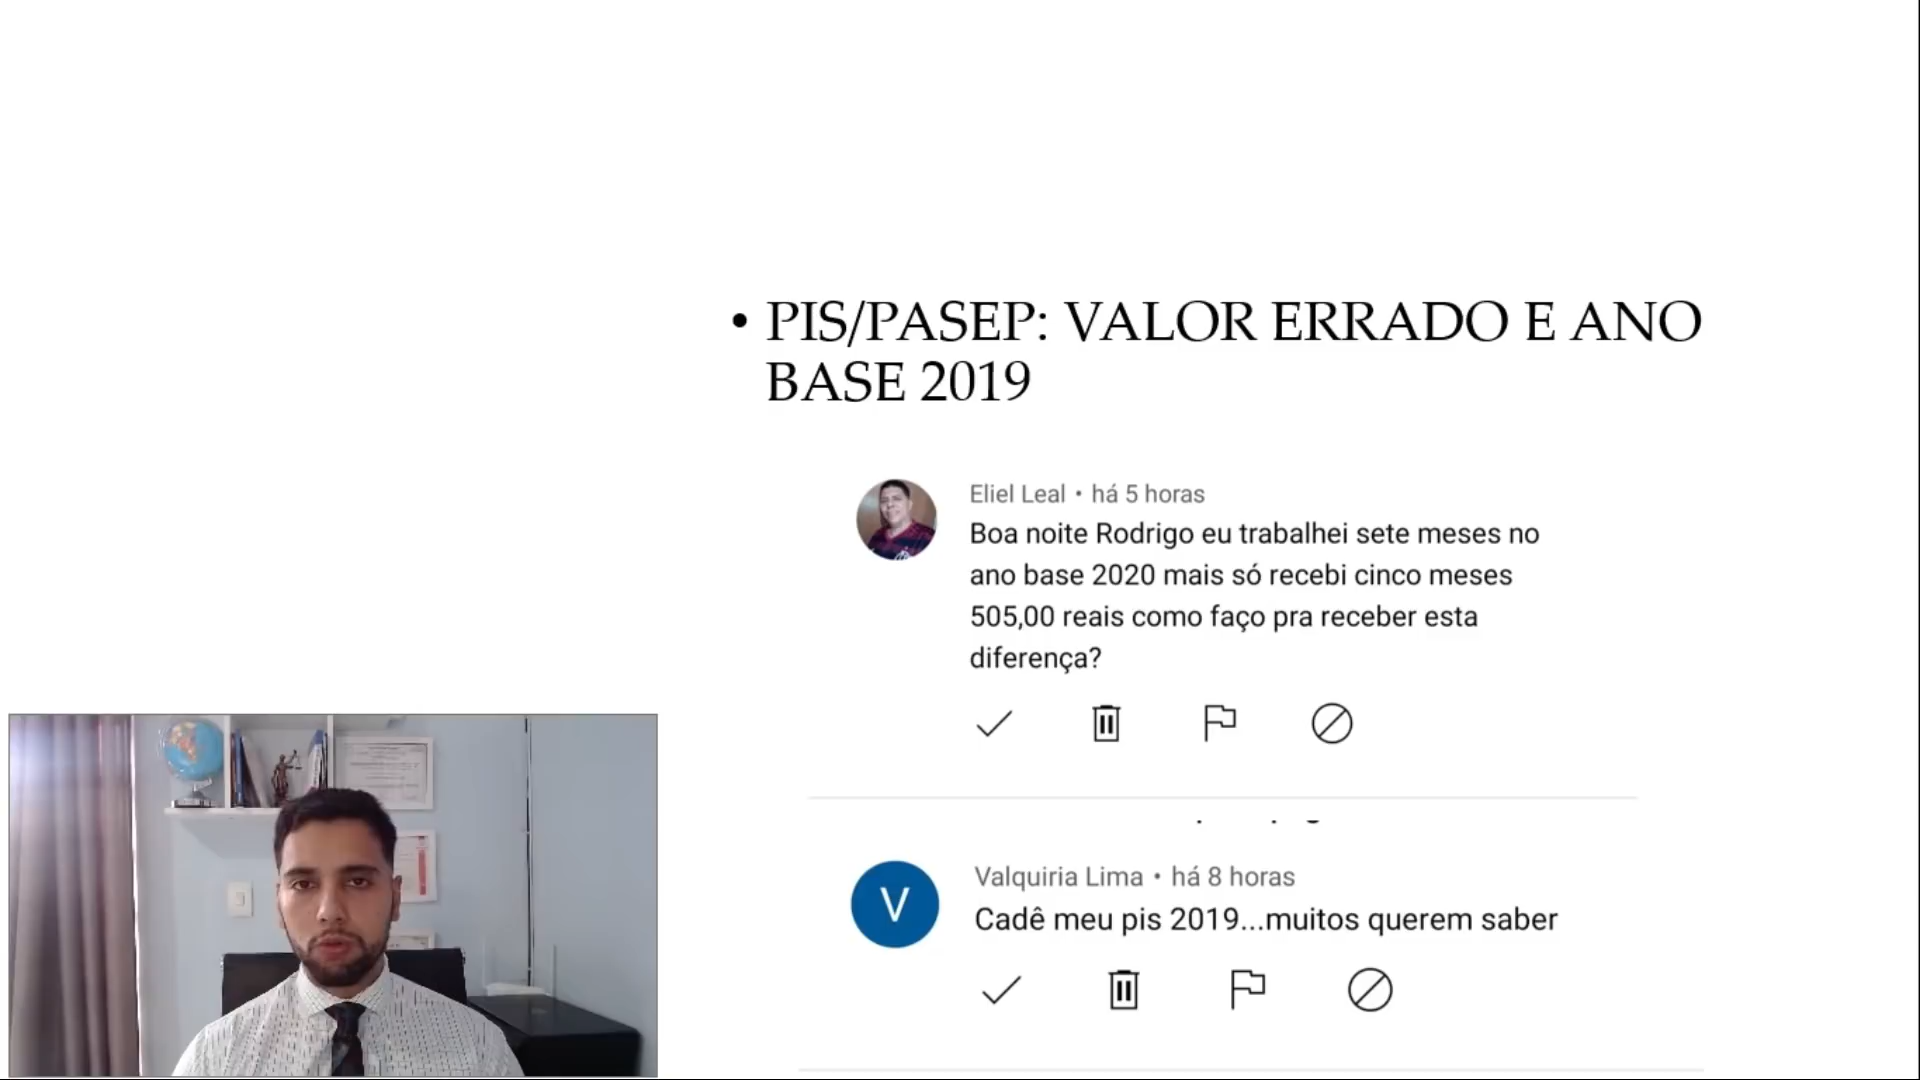 • PIS/PASEP: VALOR ERRADO E ANO
BASE 2019
Eliel Leal • há 5 horas
Boa noite Rodrigo eu trabalhei sete meses no
ano base 2020 mais só recebi cinco meses
505,00 reais como faço pra receber esta
diferença?
V
Valquiria Lima • há 8 horas
Cadê meu pis 2019...muitos querem saber